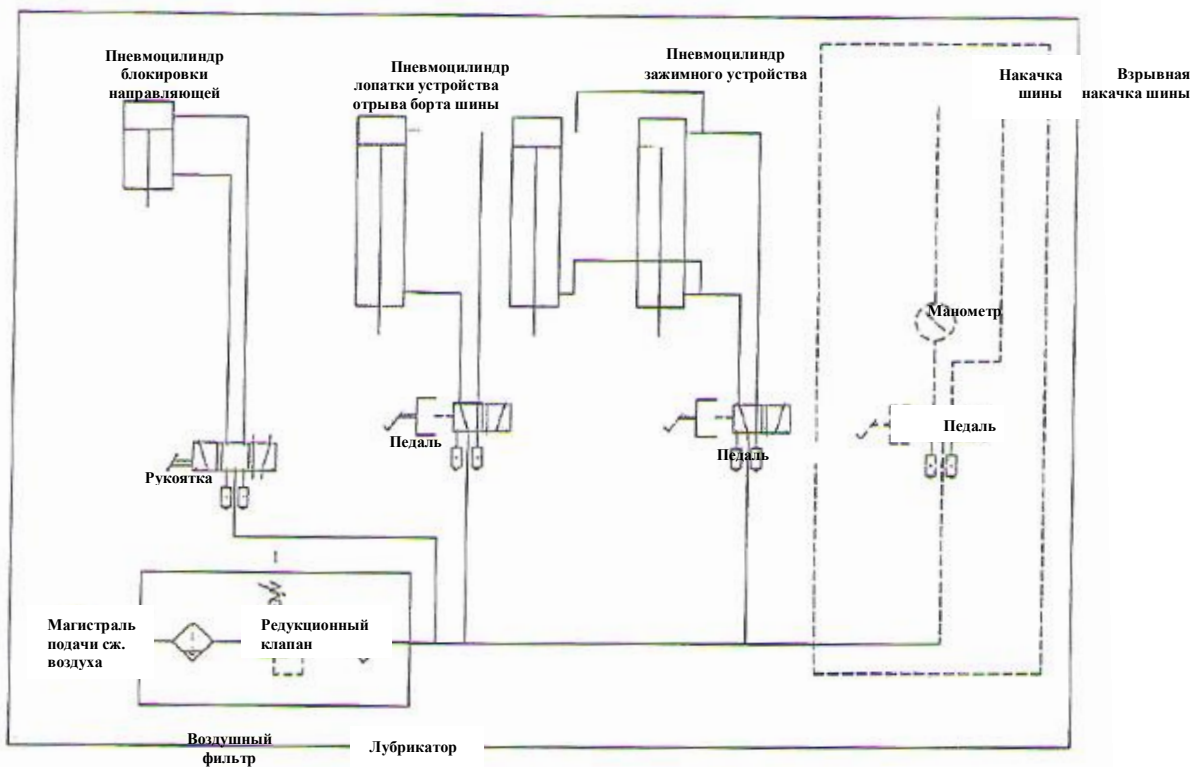 Пневмоцилиндр
блокировки
направляющей
Пневмоцилиндр
лопатки устройства
отрыва борта шины
Пневмоцилиндр
зажимного устройства
Накачка
шины
Взрывная
накачка шины
Манометр
Педаль
Педаль
Педаль
Рукоятка
Магистраль
подачи сж.
воздуха
Редукционный
клапан
Воздушный
фильтр
Лубрикатор